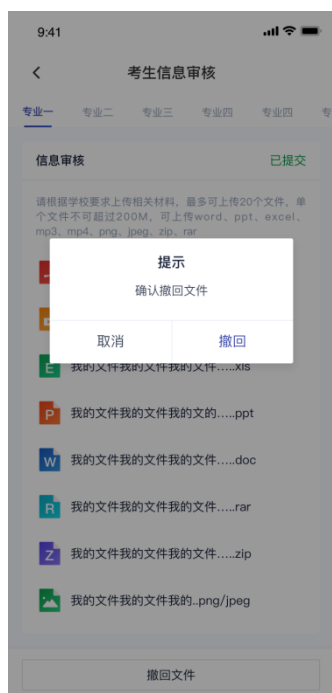 9:41
考生信息审核
专业一 专业二 专业三 专业四 专业四 专
信息审核 已提交
请根据学校要求上传相关材料，最多可上传20个文件，单
个文件不可超过200M，可上传word、ppt、excel、
mp3、mp4、png、jpeg、zip、rar
提示
确认撤回文件
取消 撤回
E 我的文件我的文件我的文件.....xls
P 我的文件我的文件我的文的.....ppt
W 我的文件我的文件我的文件.....doc
R 我的文件我的文件我的文件.....rar
Z 我的文件我的文件我的文件.....zip
我的文件我的文件我的..png/jpeg
撤回文件